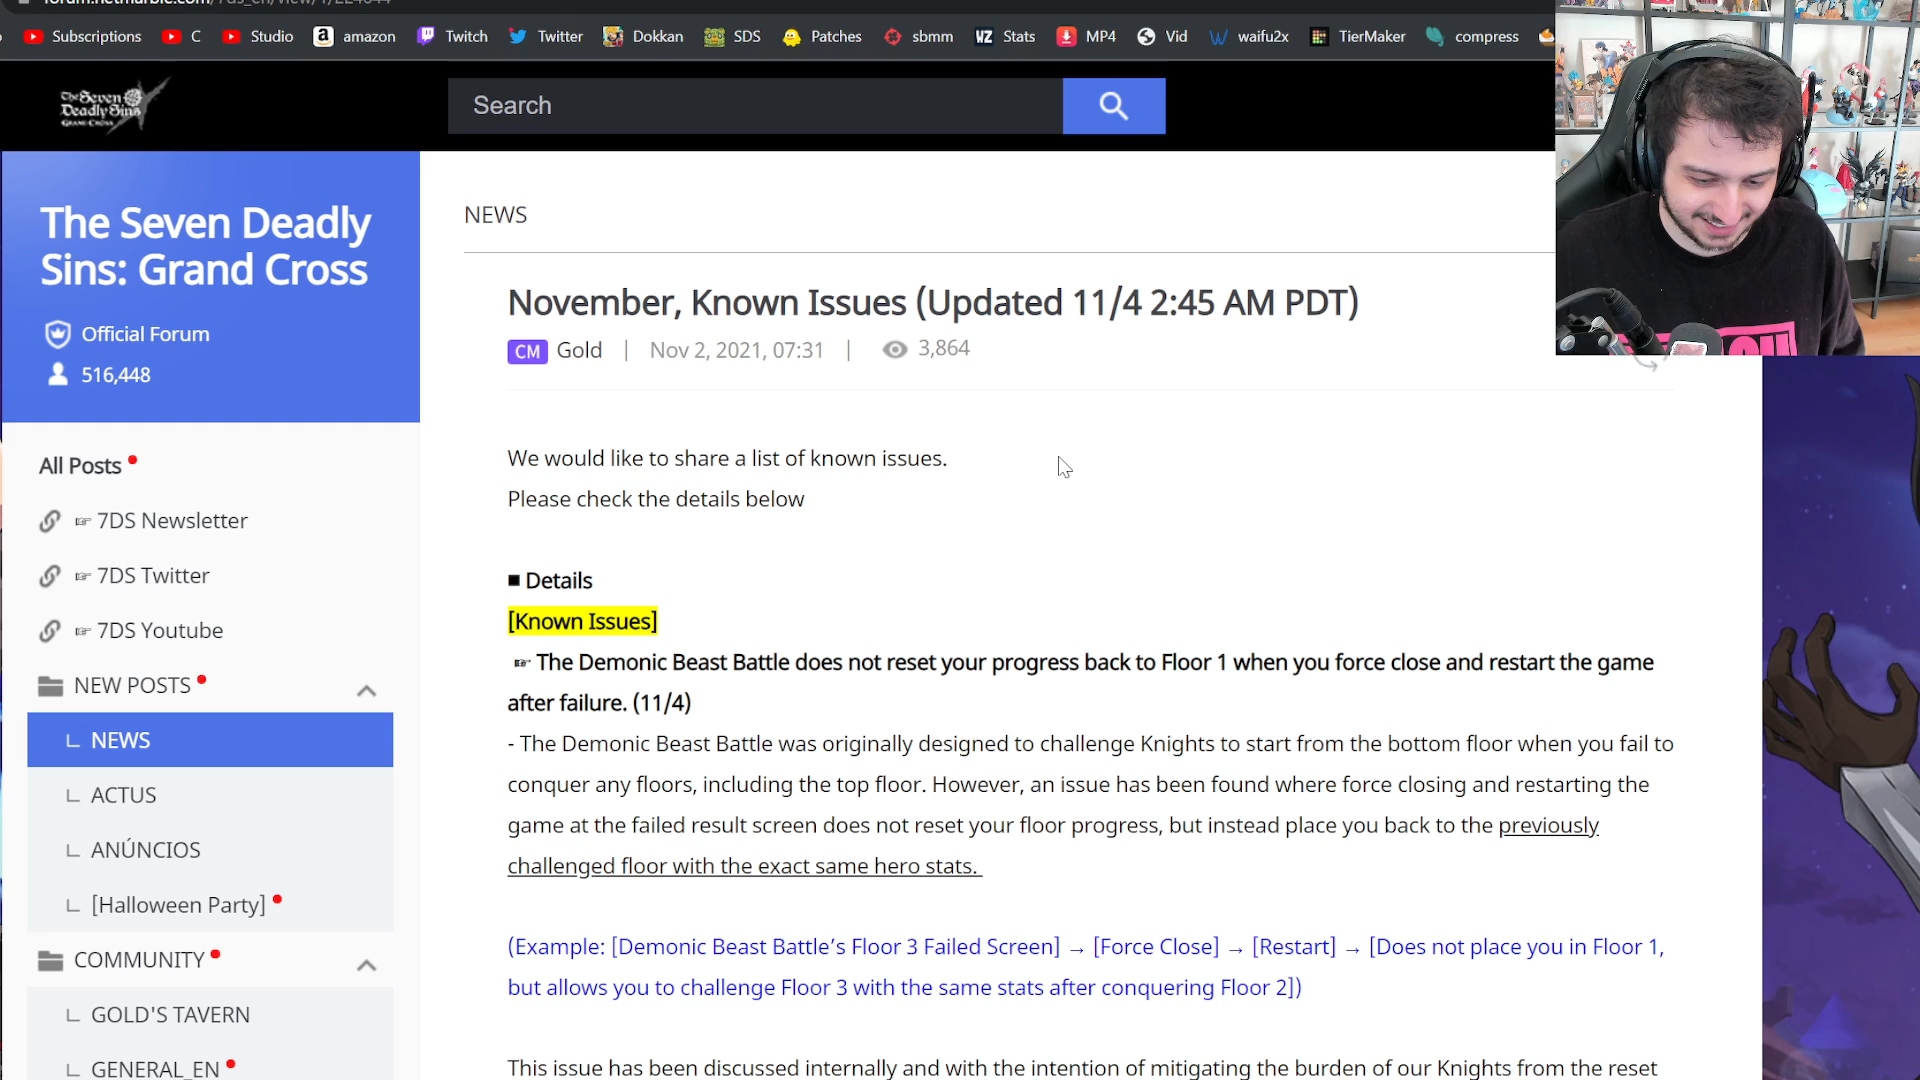 Subscriptions C Studio amazon Twitch Twitter Dokkan SDS Patches sbmm WZ Stats MP4 Vid waifu2x TierMaker compress
The Seven
Deadly Sins
GRAND CROSS
Search
The Seven Deadly
Sins: Grand Cross
Official Forum
516,448
All Posts
☞ 7DS Newsletter
☞ 7DS Twitter
☞ 7DS Youtube
NEW POSTS
NEWS
ACTUS
ANÚNCIOS
[Halloween Party]
COMMUNITY
GOLD'S TAVERN
GENERAL_EN
NEWS
November, Known Issues (Updated 11/4 2:45 AM PDT)
CM Gold | Nov 2, 2021, 07:31 | 3,864
We would like to share a list of known issues.
Please check the details below
■ Details
[Known Issues]
☞ The Demonic Beast Battle does not reset your progress back to Floor 1 when you force close and restart the game
after failure. (11/4)
- The Demonic Beast Battle was originally designed to challenge Knights to start from the bottom floor when you fail to
conquer any floors, including the top floor. However, an issue has been found where force closing and restarting the
game at the failed result screen does not reset your floor progress, but instead place you back to the previously
challenged floor with the exact same hero stats.
(Example: [Demonic Beast Battle's Floor 3 Failed Screen] → [Force Close] → [Restart] → [Does not place you in Floor 1,
but allows you to challenge Floor 3 with the same stats after conquering Floor 2])
This issue has been discussed internally and with the intention of mitigating the burden of our Knights from the reset